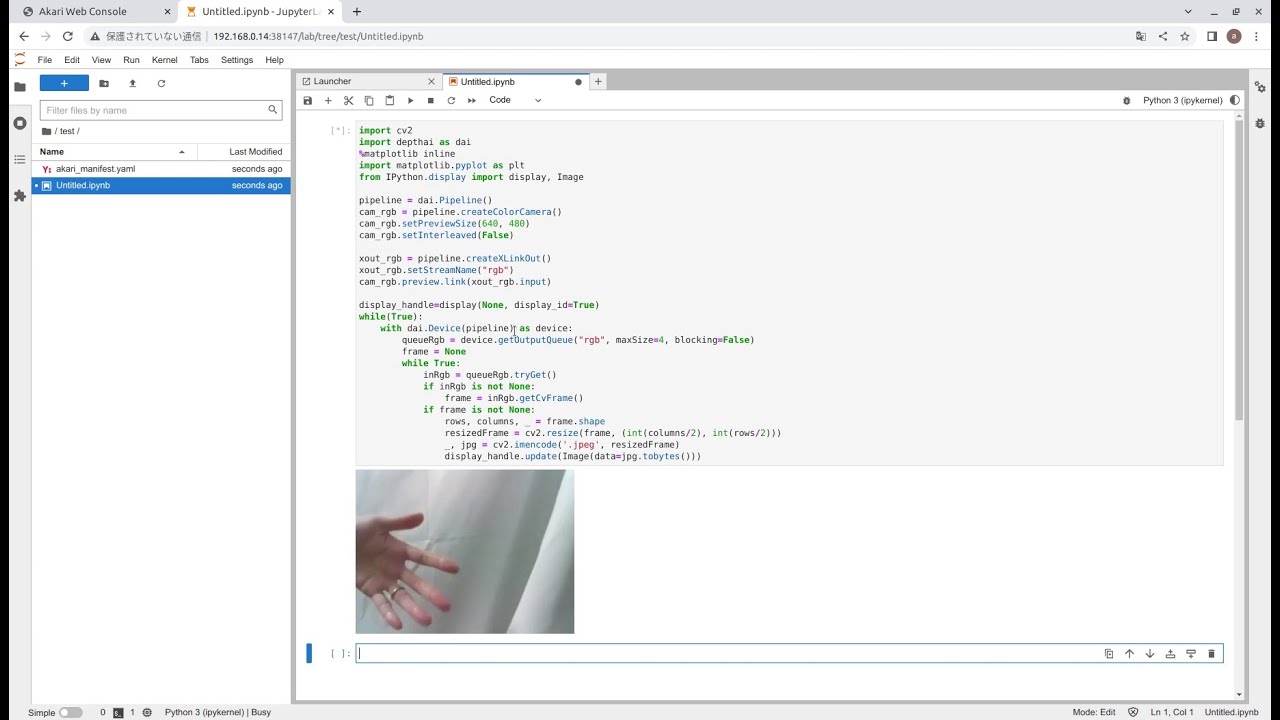 Akari Web Console
Untitled.ipynb - JupyterLa
保護されていない通信 | 192.168.0.14:38147/lab/tree/test/Untitled.ipynb
a
File Edit View Run Kernel Tabs Settings Help
Filter files by name
/ test /
Name Last Modified
akari_manifest.yaml seconds ago
Untitled.ipynb seconds ago
Launcher
Untitled.ipynb
Code
Python 3 (ipykernel)
[*]:
import cv2
import depthai as dai
%matplotlib inline
import matplotlib.pyplot as plt
from IPython.display import display, Image
pipeline = dai.Pipeline()
cam_rgb = pipeline.createColorCamera()
cam_rgb.setPreviewSize(640, 480)
cam_rgb.setInterleaved(False)
xout_rgb = pipeline.createXLinkOut()
xout_rgb.setStreamName("rgb")
cam_rgb.preview.link(xout_rgb.input)
display_handle=display(None, display_id=True)
while(True):
    with dai.Device(pipeline) as device:
        queueRgb = device.getOutputQueue("rgb", maxSize=4, blocking=False)
        frame = None
        while True:
            inRgb = queueRgb.tryGet()
            if inRgb is not None:
                frame = inRgb.getCvFrame()
            if frame is not None:
                rows, columns, _ = frame.shape
                resizedFrame = cv2.resize(frame, (int(columns/2), int(rows/2)))
                _, jpg = cv2.imencode('.jpeg', resizedFrame)
                display_handle.update(Image(data=jpg.tobytes()))
[ ]:
Simple 0 1 Python 3 (ipykernel) | Busy
Mode: Edit Ln 1, Col 1 Untitled.ipynb